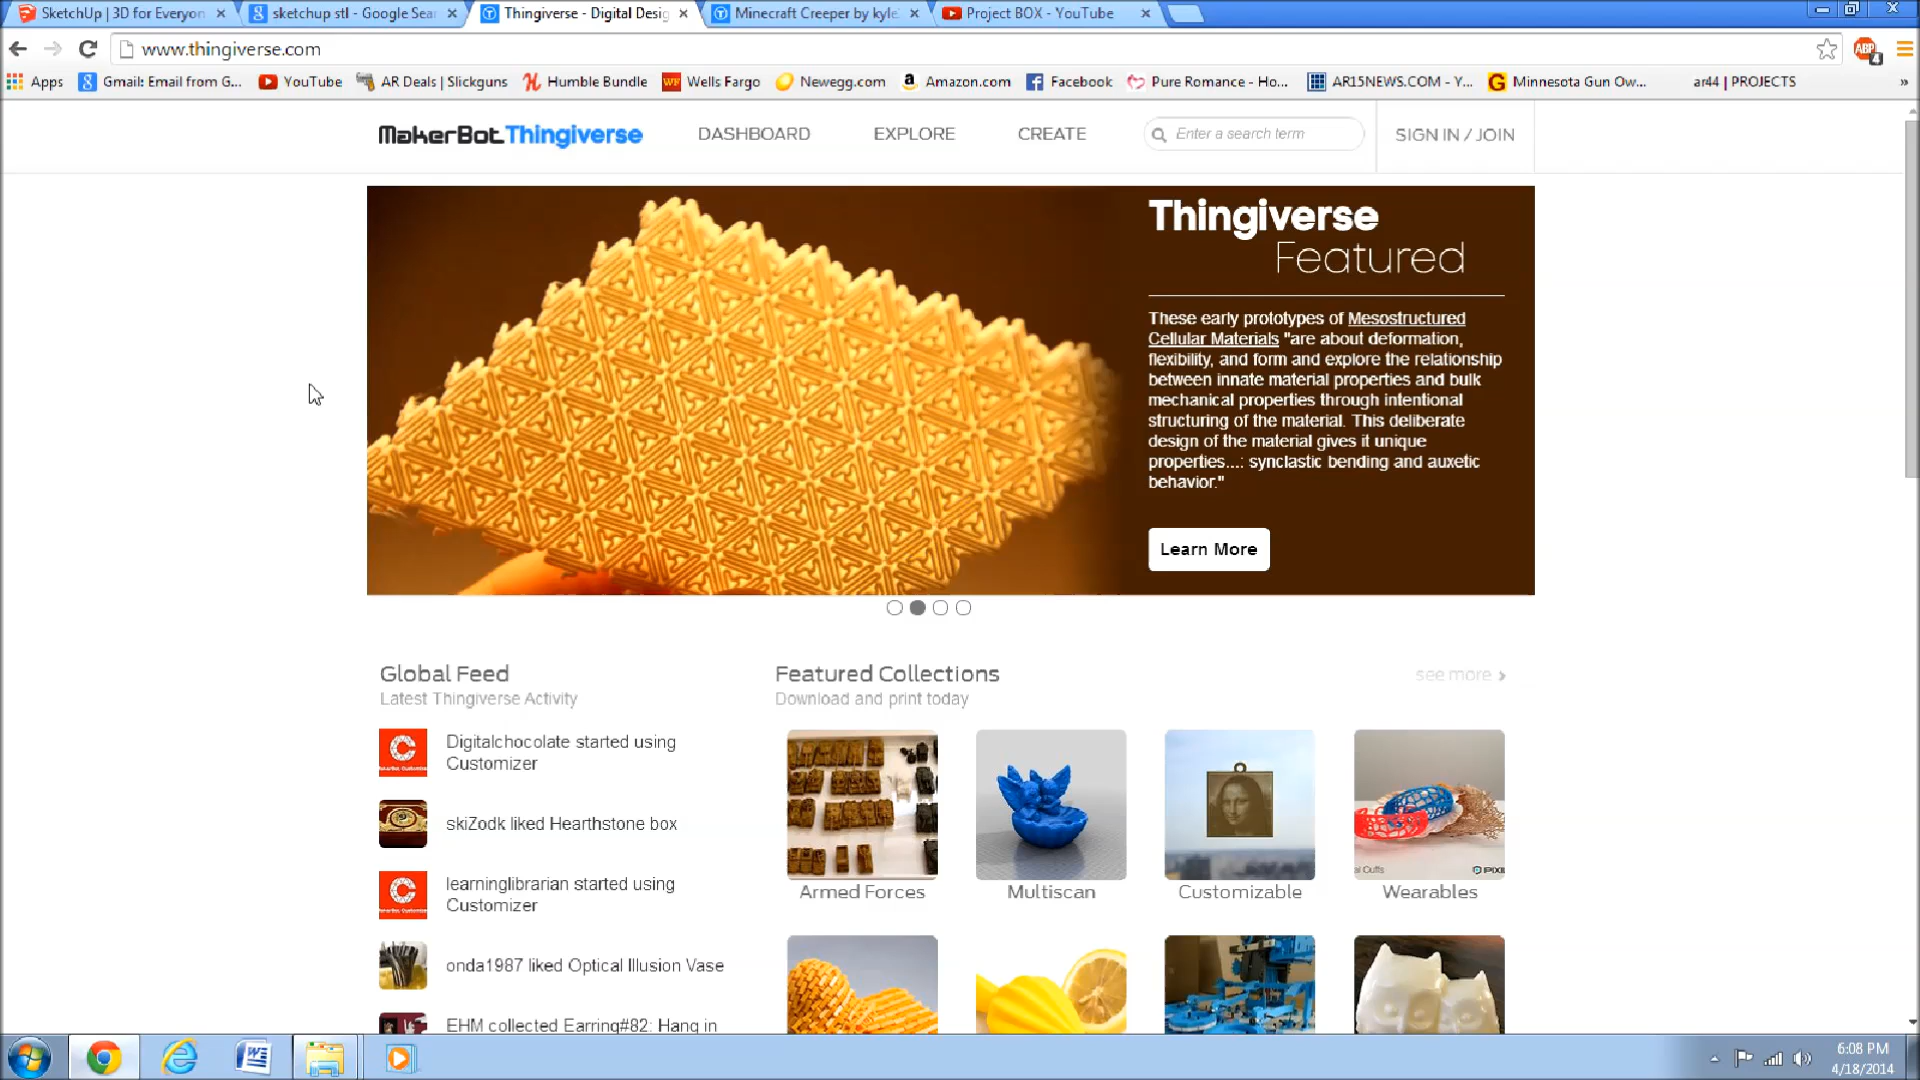 SketchUp | 3D for Everyon
sketchup stl - Google Sear
Thingiverse - Digital Desig
Minecraft Creeper by kyle
Project BOX - YouTube
www.thingiverse.com
ABP
4
Apps
Gmail: Email from G...
YouTube
AR Deals | Slickguns
Humble Bundle
Wells Fargo
Newegg.com
Amazon.com
Facebook
Pure Romance - Ho...
AR15NEWS.COM - Y...
Minnesota Gun Ow...
ar44 | PROJECTS
»
MakerBot Thingiverse
DASHBOARD
EXPLORE
CREATE
Enter a search term
SIGN IN / JOIN
Thingiverse
Featured
These early prototypes of Mesostructured
Cellular Materials "are about deformation,
flexibility, and form and explore the relationship
between innate material properties and bulk
mechanical properties through intentional
structuring of the material. This deliberate
design of the material gives it unique
properties...: synclastic bending and auxetic
behavior."
Learn More
Global Feed
Latest Thingiverse Activity
Digitalchocolate started using
Customizer
skiZodk liked Hearthstone box
learninglibrarian started using
Customizer
onda1987 liked Optical Illusion Vase
EHM collected Earring#82: Hang in
Featured Collections
Download and print today
see more
Armed Forces
Multiscan
Customizable
Wearables
6:08 PM
4/18/2014